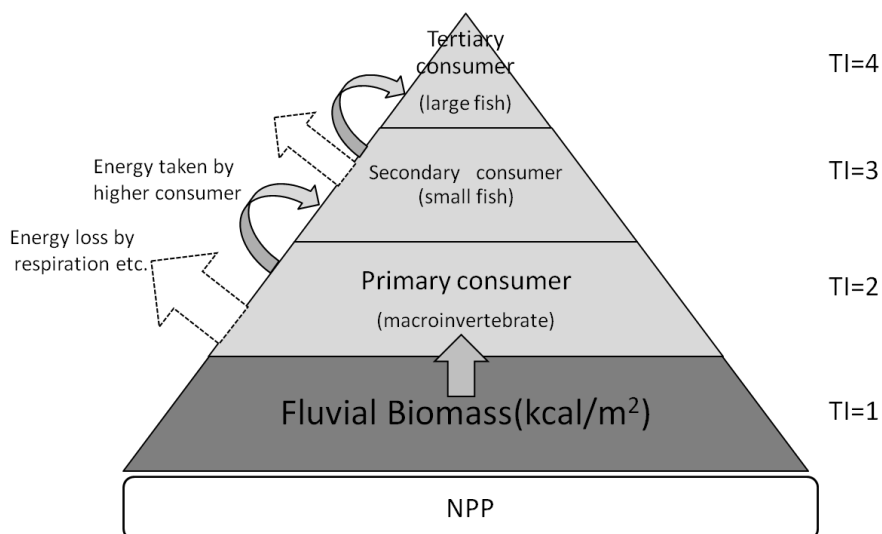 Tertiary
consumer
(large fish)
TI=4
Energy taken by
higher consumer
Secondary consumer
(small fish)
TI=3
Energy loss by
respiration etc.
Primary consumer
(macroinvertebrate)
TI=2
Fluvial Biomass(kcal/m²)
TI=1
NPP